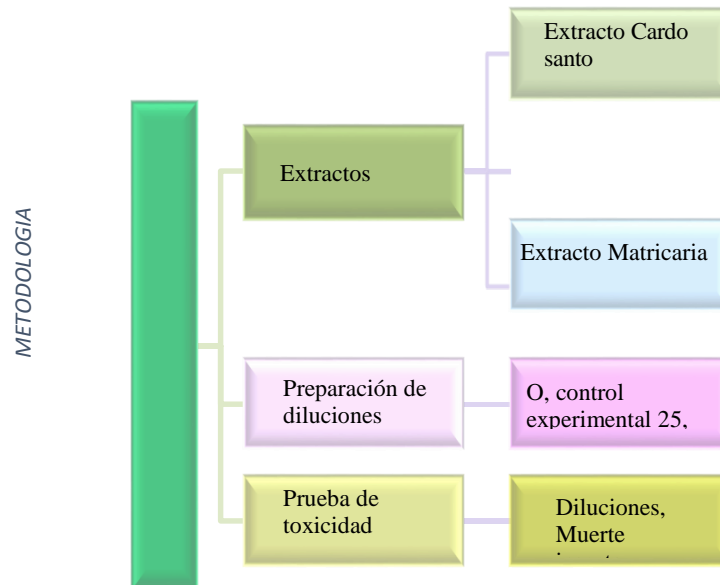 METODOLOGIA
Extractos
Extracto Cardo
santo
Extracto Matricaria
Preparación de
diluciones
O, control
experimental 25,
Prueba de
toxicidad
Diluciones,
Muerte